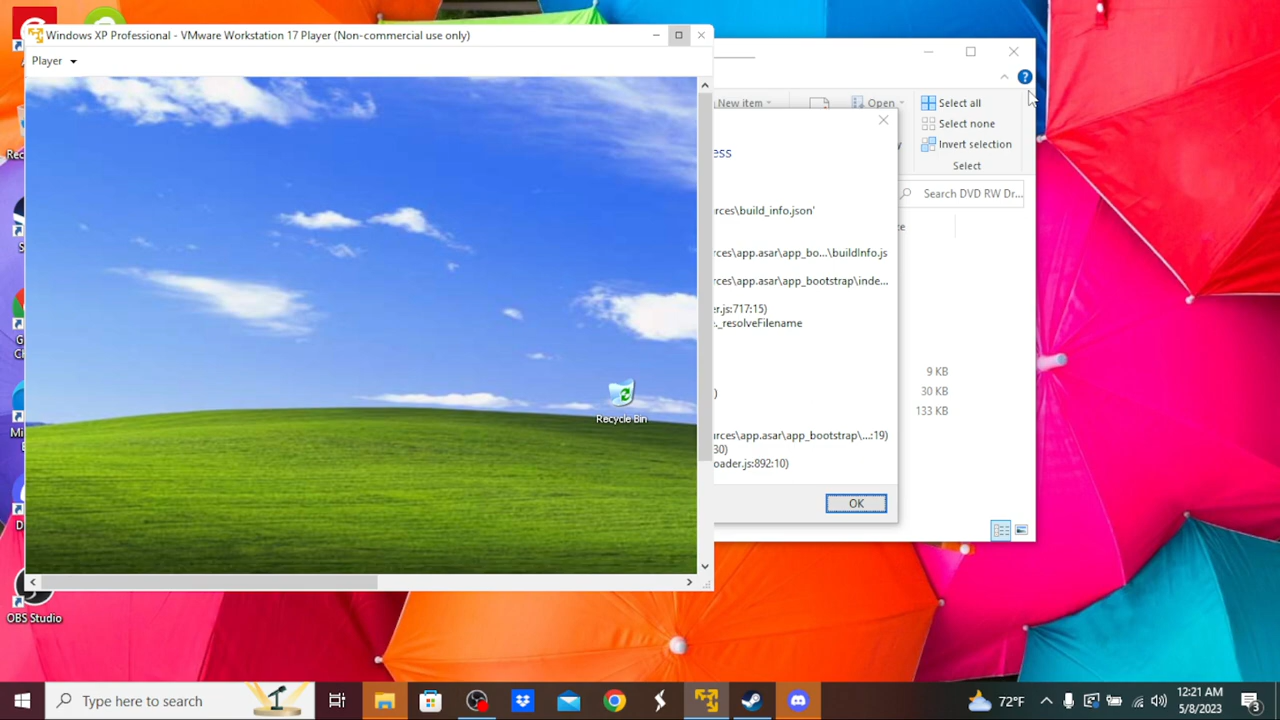 Windows XP Professional - VMware Workstation 17 Player (Non-commercial use only)
Player
Recycle Bin
New item
Open
Select all
Select none
Invert selection
Select
Search DVD RW Dr...
ess
rces\build_info.json'
rces\app.asar\app_bo...\buildInfo.js
rces\app.asar\app_bootstrap\inde...
er.js:717:15)
._resolveFilename
)
urces\app.asar\app_bootstrap\...:19)
30)
oader.js:892:10)
OK
ze
9 KB
30 KB
133 KB
OBS Studio
Type here to search
72°F
12:21 AM
5/8/2023
3